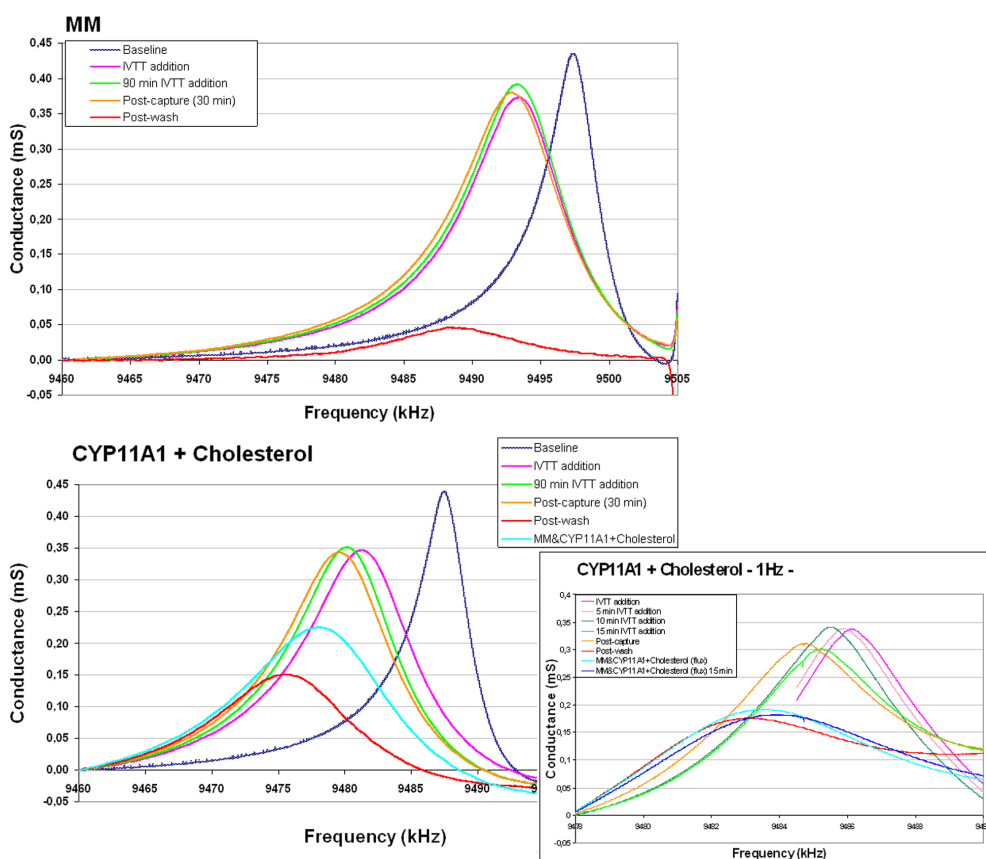 MM
0,45
0,40
0,35
0,30
0,25
0,20
0,15
0,10
0,05
0,00
-0,05
Conductance (mS)
Baseline
IVTT addition
90 min IVTT addition
Post-capture (30 min)
Post-wash
9460 9465 9470 9475 9480 9485 9490 9495 9500 9505
Frequency (kHz)
CYP11A1 + Cholesterol
0,45
0,40
0,35
0,30
0,25
0,20
0,15
0,10
0,05
0,00
-0,05
Conductance (mS)
Baseline
IVTT addition
90 min IVTT addition
Post-capture (30 min)
Post-wash
MM&CYP11A1+Cholesterol
9460 9465 9470 9475 9480 9485 9490
Frequency (kHz)
CYP11A1 + Cholesterol - 1Hz -
0,4
0,35
0,3
0,25
0,2
0,15
0,1
0,05
0
Conductance (mS)
IVTT addition
5 min IVTT addition
10 min IVTT addition
15 min IVTT addition
Post-capture
Post-wash
MM&CYP11A1+Cholesterol (flux)
MM&CYP11A1+Cholesterol (flux) 15 min
9480 9482 9484 9486 9488
Frequency (kHz)